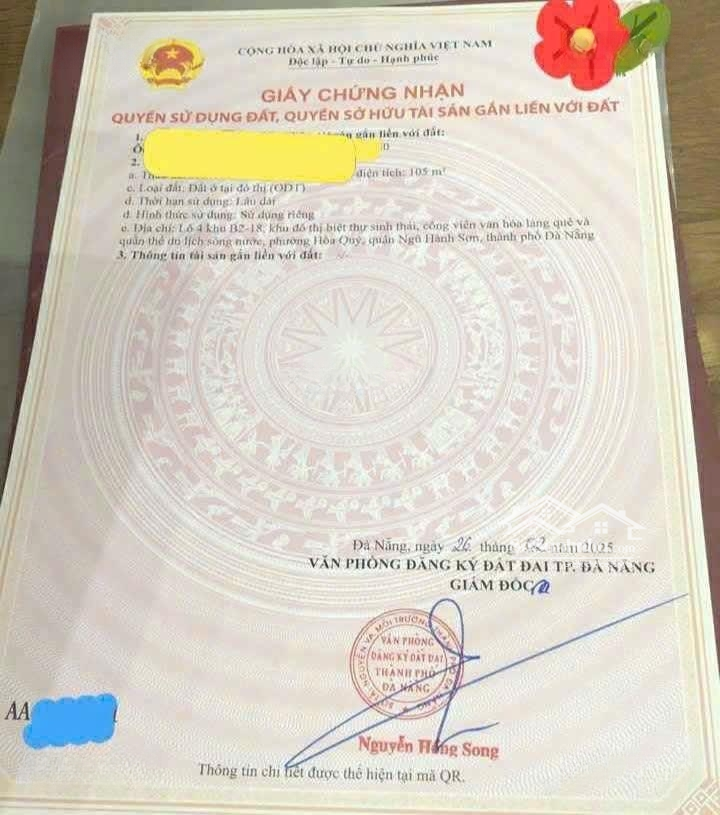 CỘNG HÒA XÃ HỘI CHỦ NGHĨA VIỆT NAM
Độc lập - Tự do - Hạnh phúc
GIẤY CHỨNG NHẬN
QUYỀN SỬ DỤNG ĐẤT, QUYỀN SỞ HỮU TÀI SẢN GẮN LIỀN VỚI ĐẤT
1. gắn liền với đất:
2.
a. diện tích: 105 m²
c. Loại đất: Đất ở tại đô thị (ODT)
d. Thời hạn sử dụng: Lâu dài
đ. Hình thức sử dụng: Sử dụng riêng
e. Địa chỉ: Lô 4 khu B2-18, khu đô thị biệt thự sinh thái, công viên văn hóa làng quê và
quần thể du lịch sông nước, phường Hòa Quý, quận Ngũ Hành Sơn, thành phố Đà Nẵng
3. Thông tin tài sản gắn liền với đất: -/-
Đà Nẵng, ngày 26 tháng 02 năm 2025
VĂN PHÒNG ĐĂNG KÝ ĐẤT ĐAI TP. ĐÀ NẴNG
GIÁM ĐỐC
VĂN PHÒNG
ĐĂNG KÝ ĐẤT ĐAI
THÀNH PHỐ
ĐÀ NẴNG
AA
Nguyễn Hồng Song
Thông tin chi tiết được thể hiện tại mã QR.